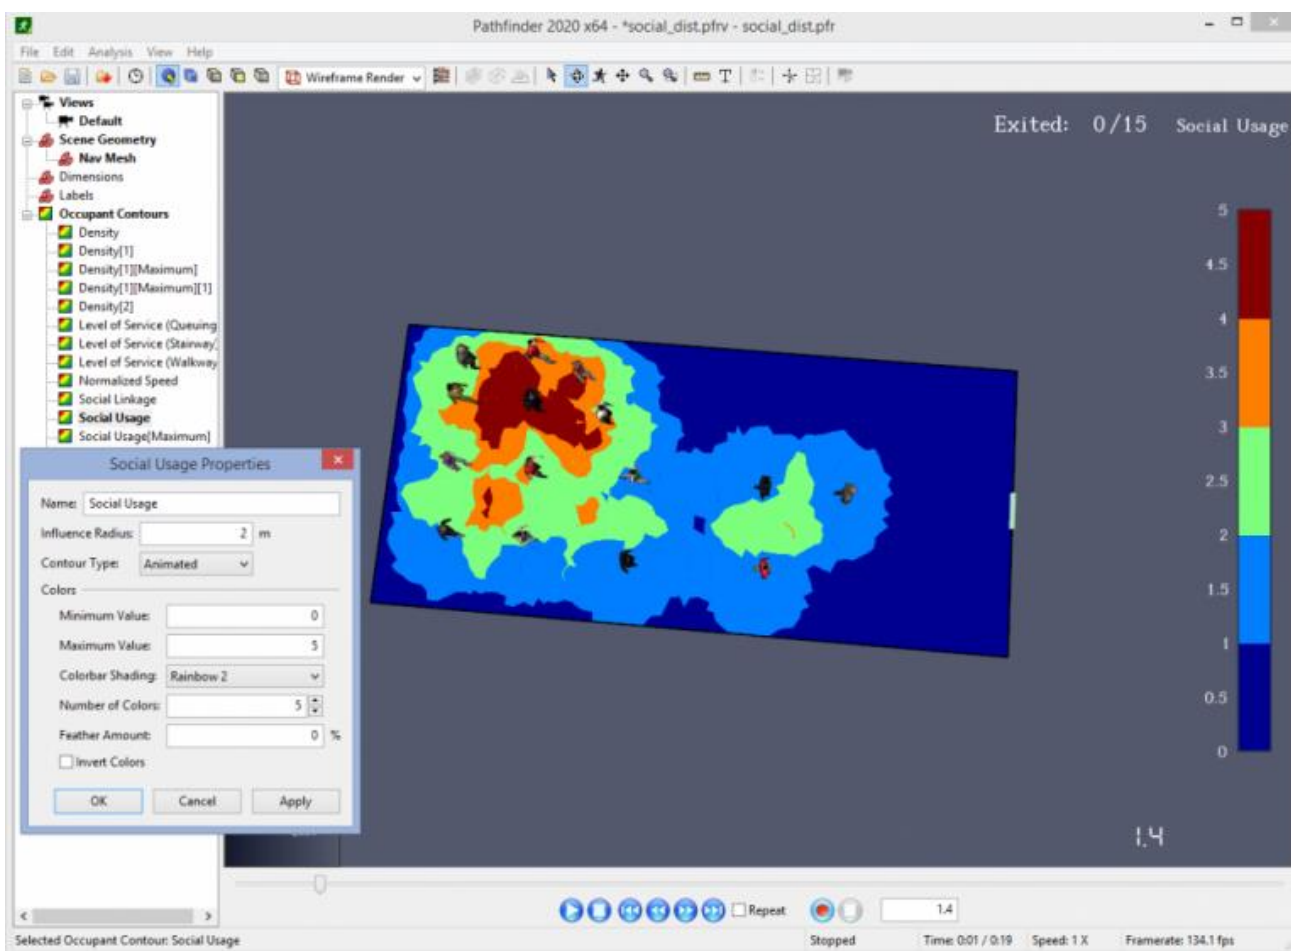 Pathfinder 2020 x64 - *social_dist.pfrv - social_dist.pfr
File Edit Analysis View Help
Wireframe Render
Views
Default
Scene Geometry
Nav Mesh
Dimensions
Labels
Occupant Contours
Density
Density[1]
Density[1][Maximum]
Density[1][Maximum][1]
Density[2]
Level of Service (Queuing
Level of Service (Stairway)
Level of Service (Walkway
Normalized Speed
Social Linkage
Social Usage
Social Usage[Maximum]
Exited: 0/15 Social Usage
5
4.5
4
3.5
3
2.5
2
1.5
1
0.5
0
Social Usage Properties
Name: Social Usage
Influence Radius: 2 m
Contour Type: Animated
Colors
Minimum Value: 0
Maximum Value: 5
Colorbar Shading: Rainbow 2
Number of Colors: 5
Feather Amount: 0 %
Invert Colors
OK Cancel Apply
1.4
Repeat 1.4
Selected Occupant Contour: Social Usage Stopped Time: 0:01 / 0:19 Speed: 1 X Framerate: 134.1 fps